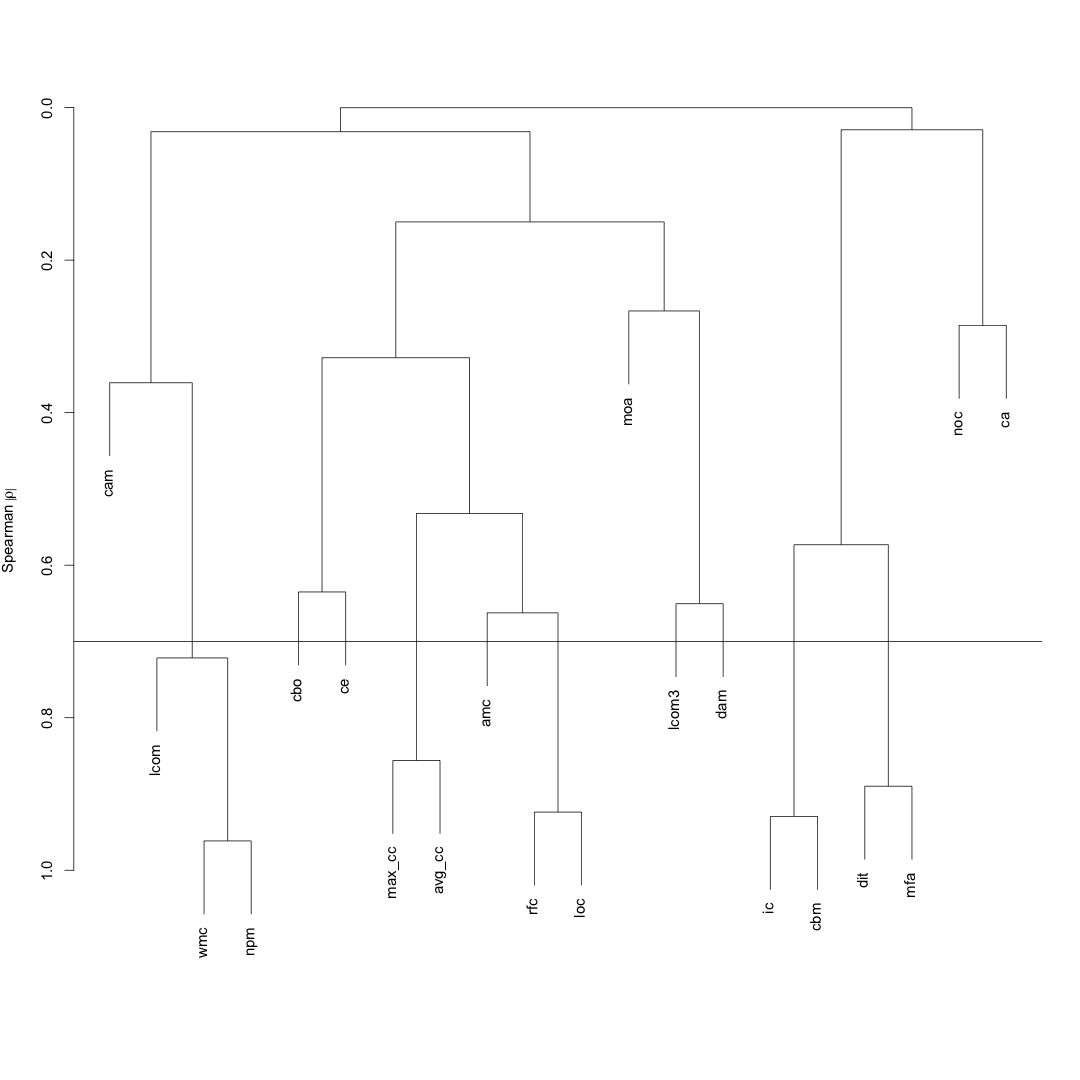 Spearman |ρ|
0.0
0.2
0.4
0.6
0.8
1.0
cam
lcom
wmc
npm
cbo
ce
max_cc
avg_cc
amc
rfc
loc
moa
lcom3
dam
ic
cbm
dit
mfa
noc
ca